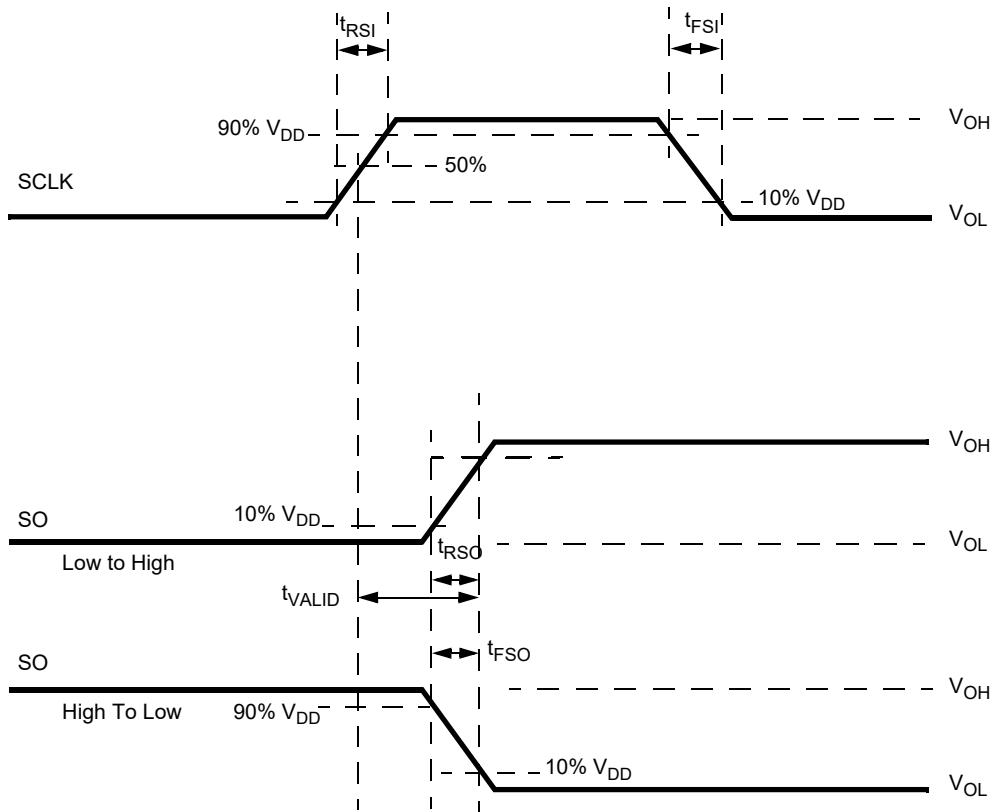 tRSI
tFSI
90% VDD
VOH
50%
SCLK
10% VDD
VOL
VOH
10% VDD
SO
VOL
Low to High
tRSO
tVALID
tFSO
SO
VOH
High To Low
90% VDD
10% VDD
VOL